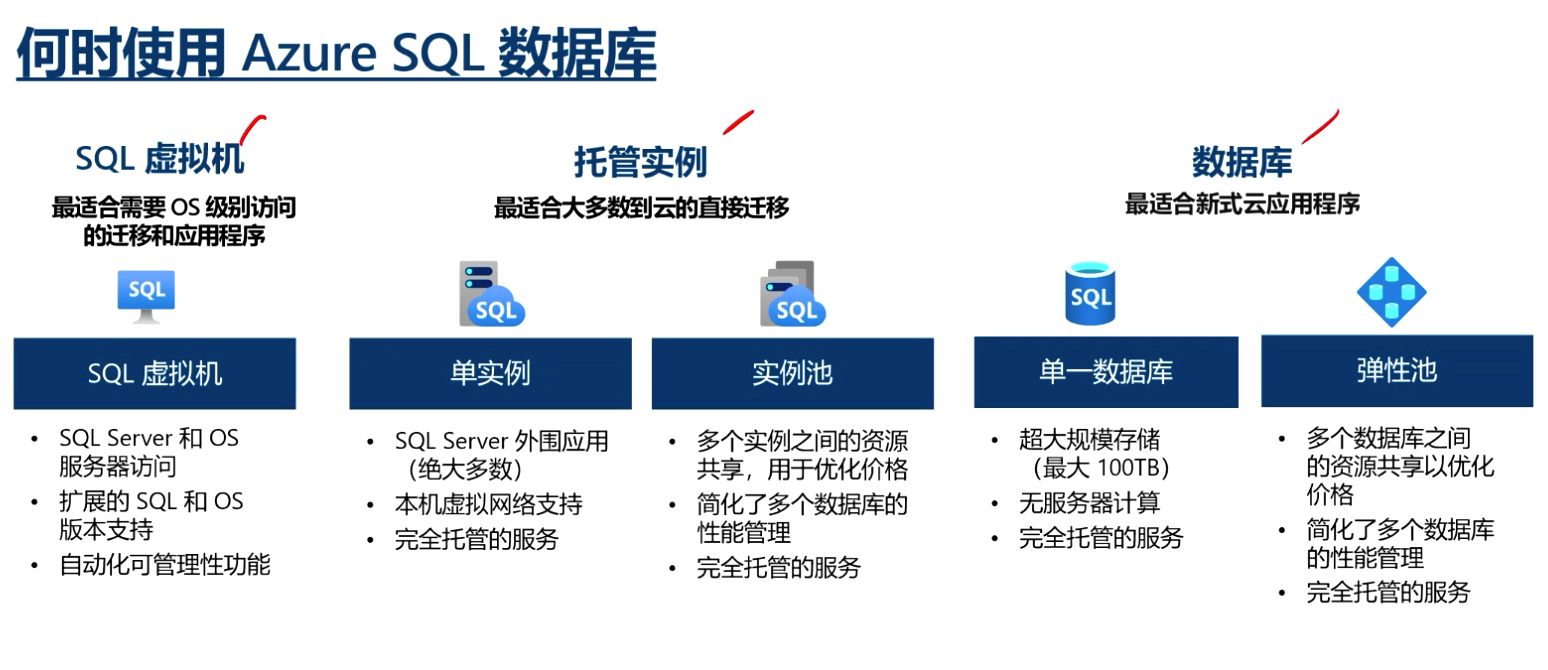 何时使用 Azure SQL 数据库
SQL 虚拟机
最适合需要 OS 级别访问
的迁移和应用程序
SQL
SQL 虚拟机
• SQL Server 和 OS
服务器访问
• 扩展的 SQL 和 OS
版本支持
• 自动化可管理性功能
托管实例
最适合大多数到云的直接迁移
SQL
单实例
• SQL Server 外围应用
（绝大多数）
• 本机虚拟网络支持
• 完全托管的服务
SQL
实例池
• 多个实例之间的资源
共享，用于优化价格
• 简化了多个数据库的
性能管理
• 完全托管的服务
数据库
最适合新式云应用程序
SQL
单一数据库
• 超大规模存储
（最大 100TB）
• 无服务器计算
• 完全托管的服务
弹性池
• 多个数据库之间
的资源共享以优化
价格
• 简化了多个数据库
的性能管理
• 完全托管的服务